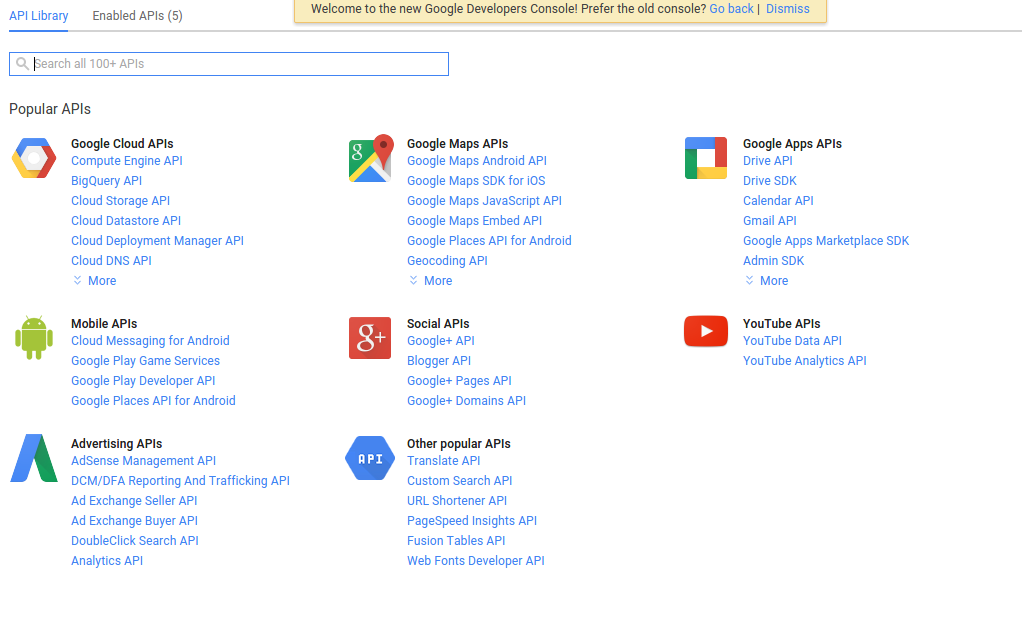 API Library
Enabled APIs (5)
Welcome to the new Google Developers Console! Prefer the old console? Go back | Dismiss
Search all 100+ APIs
Popular APIs
Google Cloud APIs
Compute Engine API
BigQuery API
Cloud Storage API
Cloud Datastore API
Cloud Deployment Manager API
Cloud DNS API
More
g
Google Maps APIs
Google Maps Android API
Google Maps SDK for iOS
Google Maps JavaScript API
Google Maps Embed API
Google Places API for Android
Geocoding API
More
Google Apps APIs
Drive API
Drive SDK
Calendar API
Gmail API
Google Apps Marketplace SDK
Admin SDK
More
Mobile APIs
Cloud Messaging for Android
Google Play Game Services
Google Play Developer API
Google Places API for Android
g+
Social APIs
Google+ API
Blogger API
Google+ Pages API
Google+ Domains API
YouTube APIs
YouTube Data API
YouTube Analytics API
Advertising APIs
AdSense Management API
DCM/DFA Reporting And Trafficking API
Ad Exchange Seller API
Ad Exchange Buyer API
DoubleClick Search API
Analytics API
API
Other popular APIs
Translate API
Custom Search API
URL Shortener API
PageSpeed Insights API
Fusion Tables API
Web Fonts Developer API